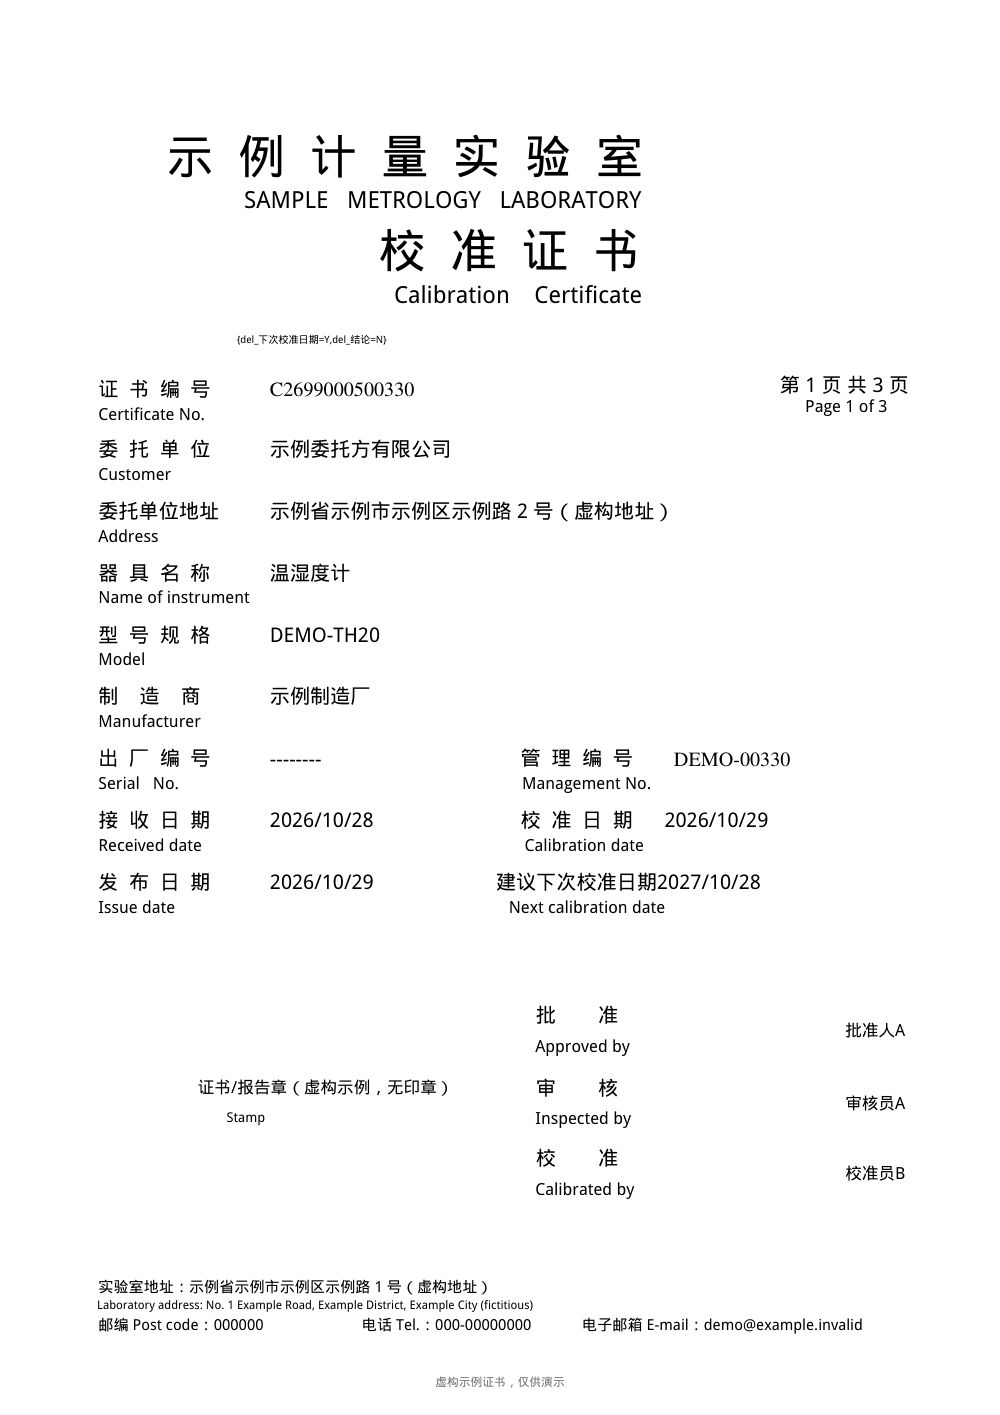 示例计量实验室
SAMPLE METROLOGY LABORATORY
校准证书
Calibration Certificate
{del_下次校准日期=Y,del_结论=N}
证书编号 C2699000500330 第 1 页 共 3 页
Certificate No. Page 1 of 3
委托单位 示例委托方有限公司
Customer
委托单位地址 示例省示例市示例区示例路 2 号（虚构地址）
Address
器具名称 温湿度计
Name of instrument
型号规格 DEMO-TH20
Model
制造商 示例制造厂
Manufacturer
出厂编号 -------- 管理编号 DEMO-00330
Serial No. Management No.
接收日期 2026/10/28 校准日期 2026/10/29
Received date Calibration date
发布日期 2026/10/29 建议下次校准日期2027/10/28
Issue date Next calibration date
批准 批准人A
Approved by
证书/报告章（虚构示例，无印章） 审核 审核员A
Stamp Inspected by
校准 校准员B
Calibrated by
实验室地址：示例省示例市示例区示例路 1 号（虚构地址）
Laboratory address: No. 1 Example Road, Example District, Example City (fictitious)
邮编 Post code：000000 电话 Tel.：000-00000000 电子邮箱 E-mail：demo@example.invalid
虚构示例证书，仅供演示